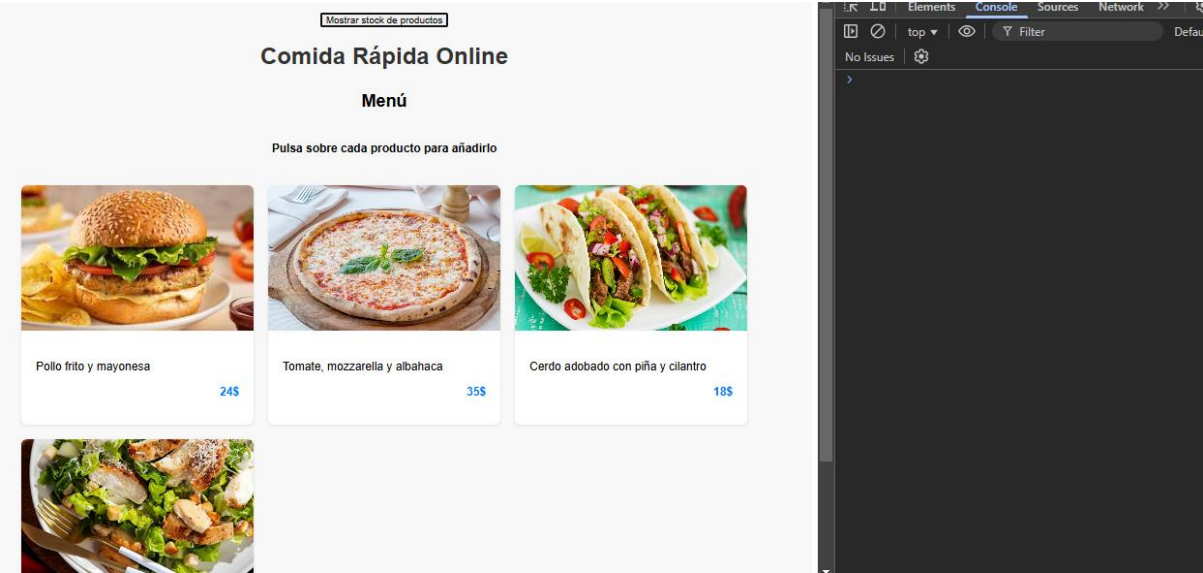 Mostrar stock de productos
Comida Rápida Online
Menú
Pulsa sobre cada producto para añadirlo
Pollo frito y mayonesa
24$
Tomate, mozzarella y albahaca
35$
Cerdo adobado con piña y cilantro
18$
Elements Console Sources Network
top Filter
No Issues